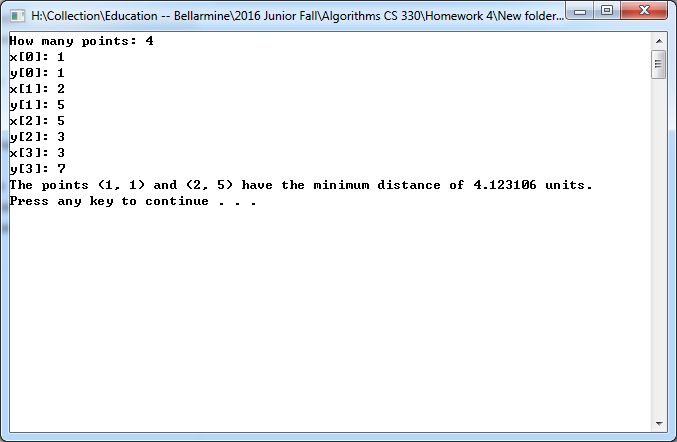 H:\Collection\Education -- Bellarmine\2016 Junior Fall\Algorithms CS 330\Homework 4\New folder...
How many points: 4
x[0]: 1
y[0]: 1
x[1]: 2
y[1]: 5
x[2]: 5
y[2]: 3
x[3]: 3
y[3]: 7
The points (1, 1) and (2, 5) have the minimum distance of 4.123106 units.
Press any key to continue . . .